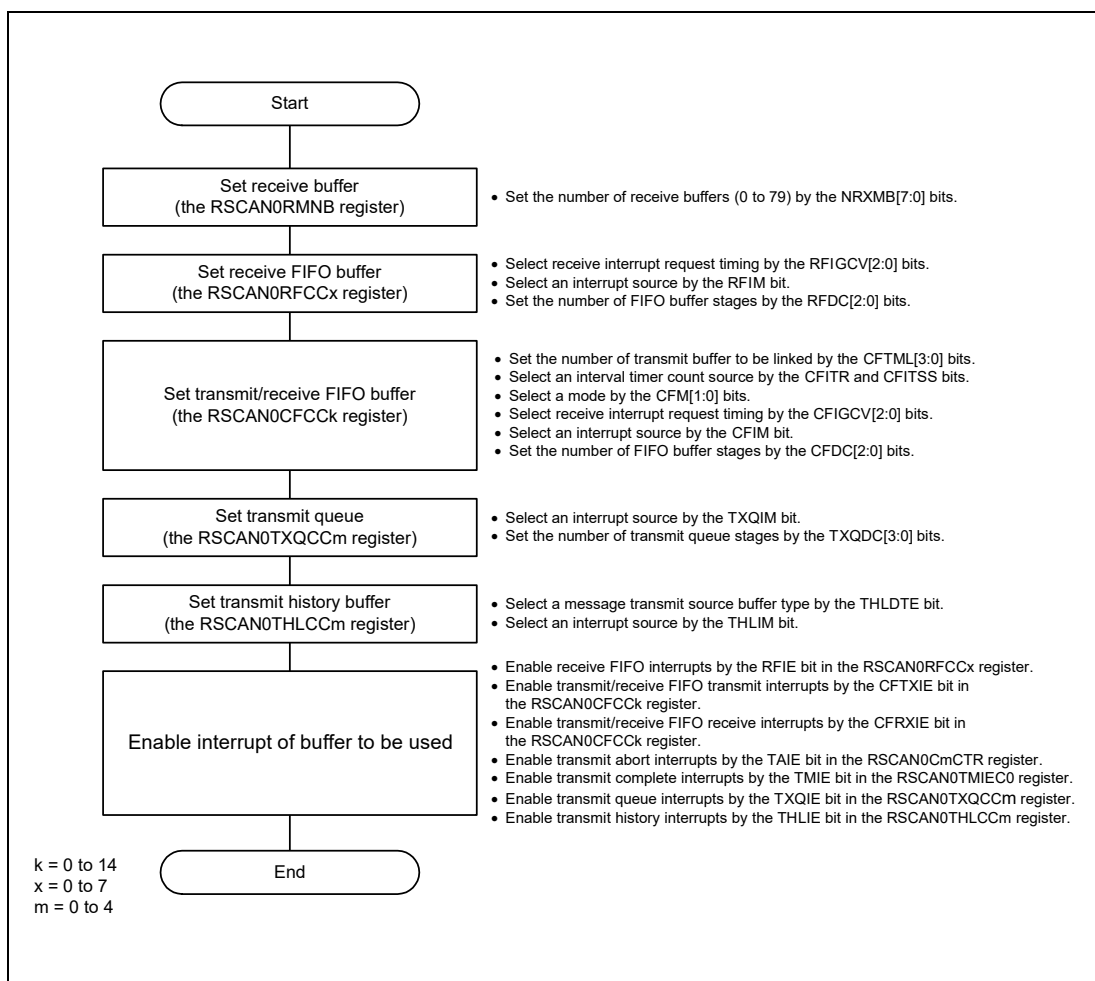 Start
Set receive buffer
(the RSCAN0RMNB register)
• Set the number of receive buffers (0 to 79) by the NRXMB[7:0] bits.
Set receive FIFO buffer
(the RSCAN0RFCCx register)
• Select receive interrupt request timing by the RFIGCV[2:0] bits.
• Select an interrupt source by the RFIM bit.
• Set the number of FIFO buffer stages by the RFDC[2:0] bits.
Set transmit/receive FIFO buffer
(the RSCAN0CFCCk register)
• Set the number of transmit buffer to be linked by the CFTML[3:0] bits.
• Select an interval timer count source by the CFITR and CFITSS bits.
• Select a mode by the CFM[1:0] bits.
• Select receive interrupt request timing by the CFIGCV[2:0] bits.
• Select an interrupt source by the CFIM bit.
• Set the number of FIFO buffer stages by the CFDC[2:0] bits.
Set transmit queue
(the RSCAN0TXQCCm register)
• Select an interrupt source by the TXQIM bit.
• Set the number of transmit queue stages by the TXQDC[3:0] bits.
Set transmit history buffer
(the RSCAN0THLCCm register)
• Select a message transmit source buffer type by the THLDTE bit.
• Select an interrupt source by the THLIM bit.
Enable interrupt of buffer to be used
• Enable receive FIFO interrupts by the RFIE bit in the RSCAN0RFCCx register.
• Enable transmit/receive FIFO transmit interrupts by the CFTXIE bit in
the RSCAN0CFCCk register.
• Enable transmit/receive FIFO receive interrupts by the CFRXIE bit in
the RSCAN0CFCCk register.
• Enable transmit abort interrupts by the TAIE bit in the RSCAN0CmCTR register.
• Enable transmit complete interrupts by the TMIE bit in the RSCAN0TMIEC0 register.
• Enable transmit queue interrupts by the TXQIE bit in the RSCAN0TXQCCm register.
• Enable transmit history interrupts by the THLIE bit in the RSCAN0THLCCm register.
End
k = 0 to 14
x = 0 to 7
m = 0 to 4